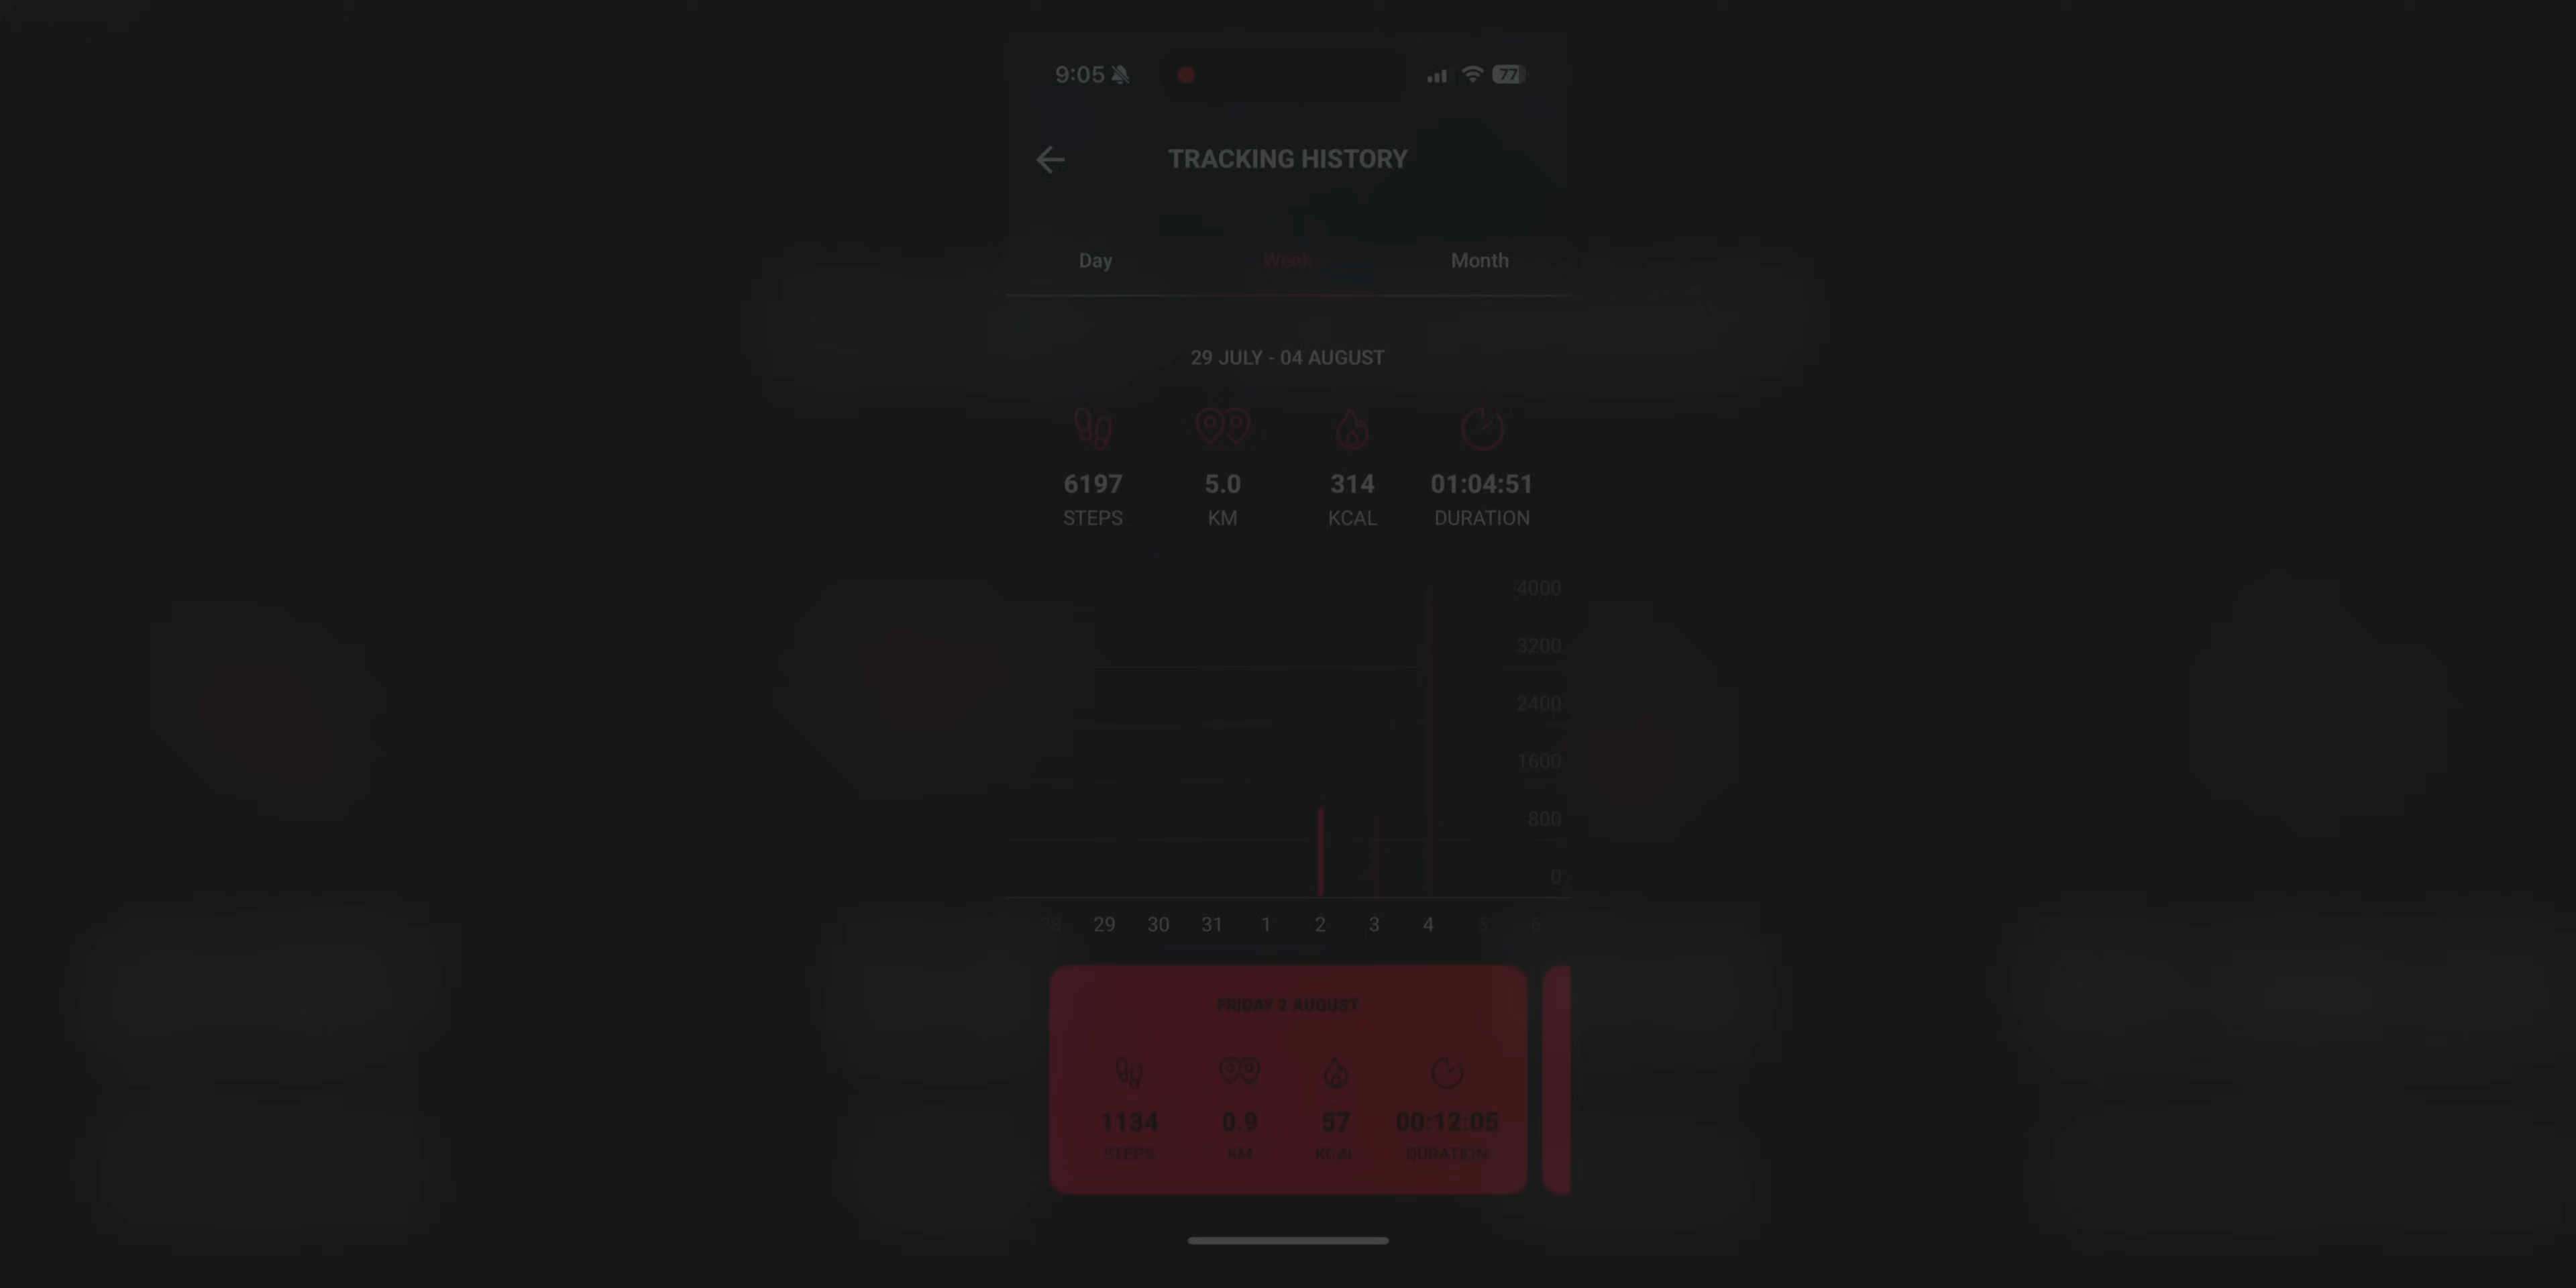 9:05
77
TRACKING HISTORY
Day Week Month
29 JULY - 04 AUGUST
6197 5.0 314 01:04:51
STEPS KM KCAL DURATION
4000
3200
2400
1600
800
0
28 29 30 31 1 2 3 4 5 6
FRIDAY 2 AUGUST
1134 0.9 57 00:12:05
STEPS KM KCAL DURATION